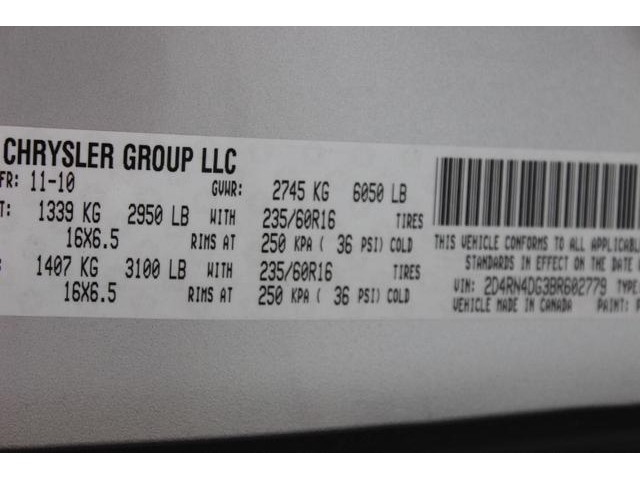 CHRYSLER GROUP LLC
FR: 11-10 GVWR: 2745 KG 6050 LB
T: 1339 KG 2950 LB WITH 235/60R16 TIRES
16X6.5 RIMS AT 250 KPA ( 36 PSI) COLD
: 1407 KG 3100 LB WITH 235/60R16 TIRES
16X6.5 RIMS AT 250 KPA ( 36 PSI) COLD
THIS VEHICLE CONFORMS TO ALL APPLICABL
STANDARDS IN EFFECT ON THE DATE
VIN: 2D4RN4DG3BR602779 TYPE:
VEHICLE MADE IN CANADA PAINT: P